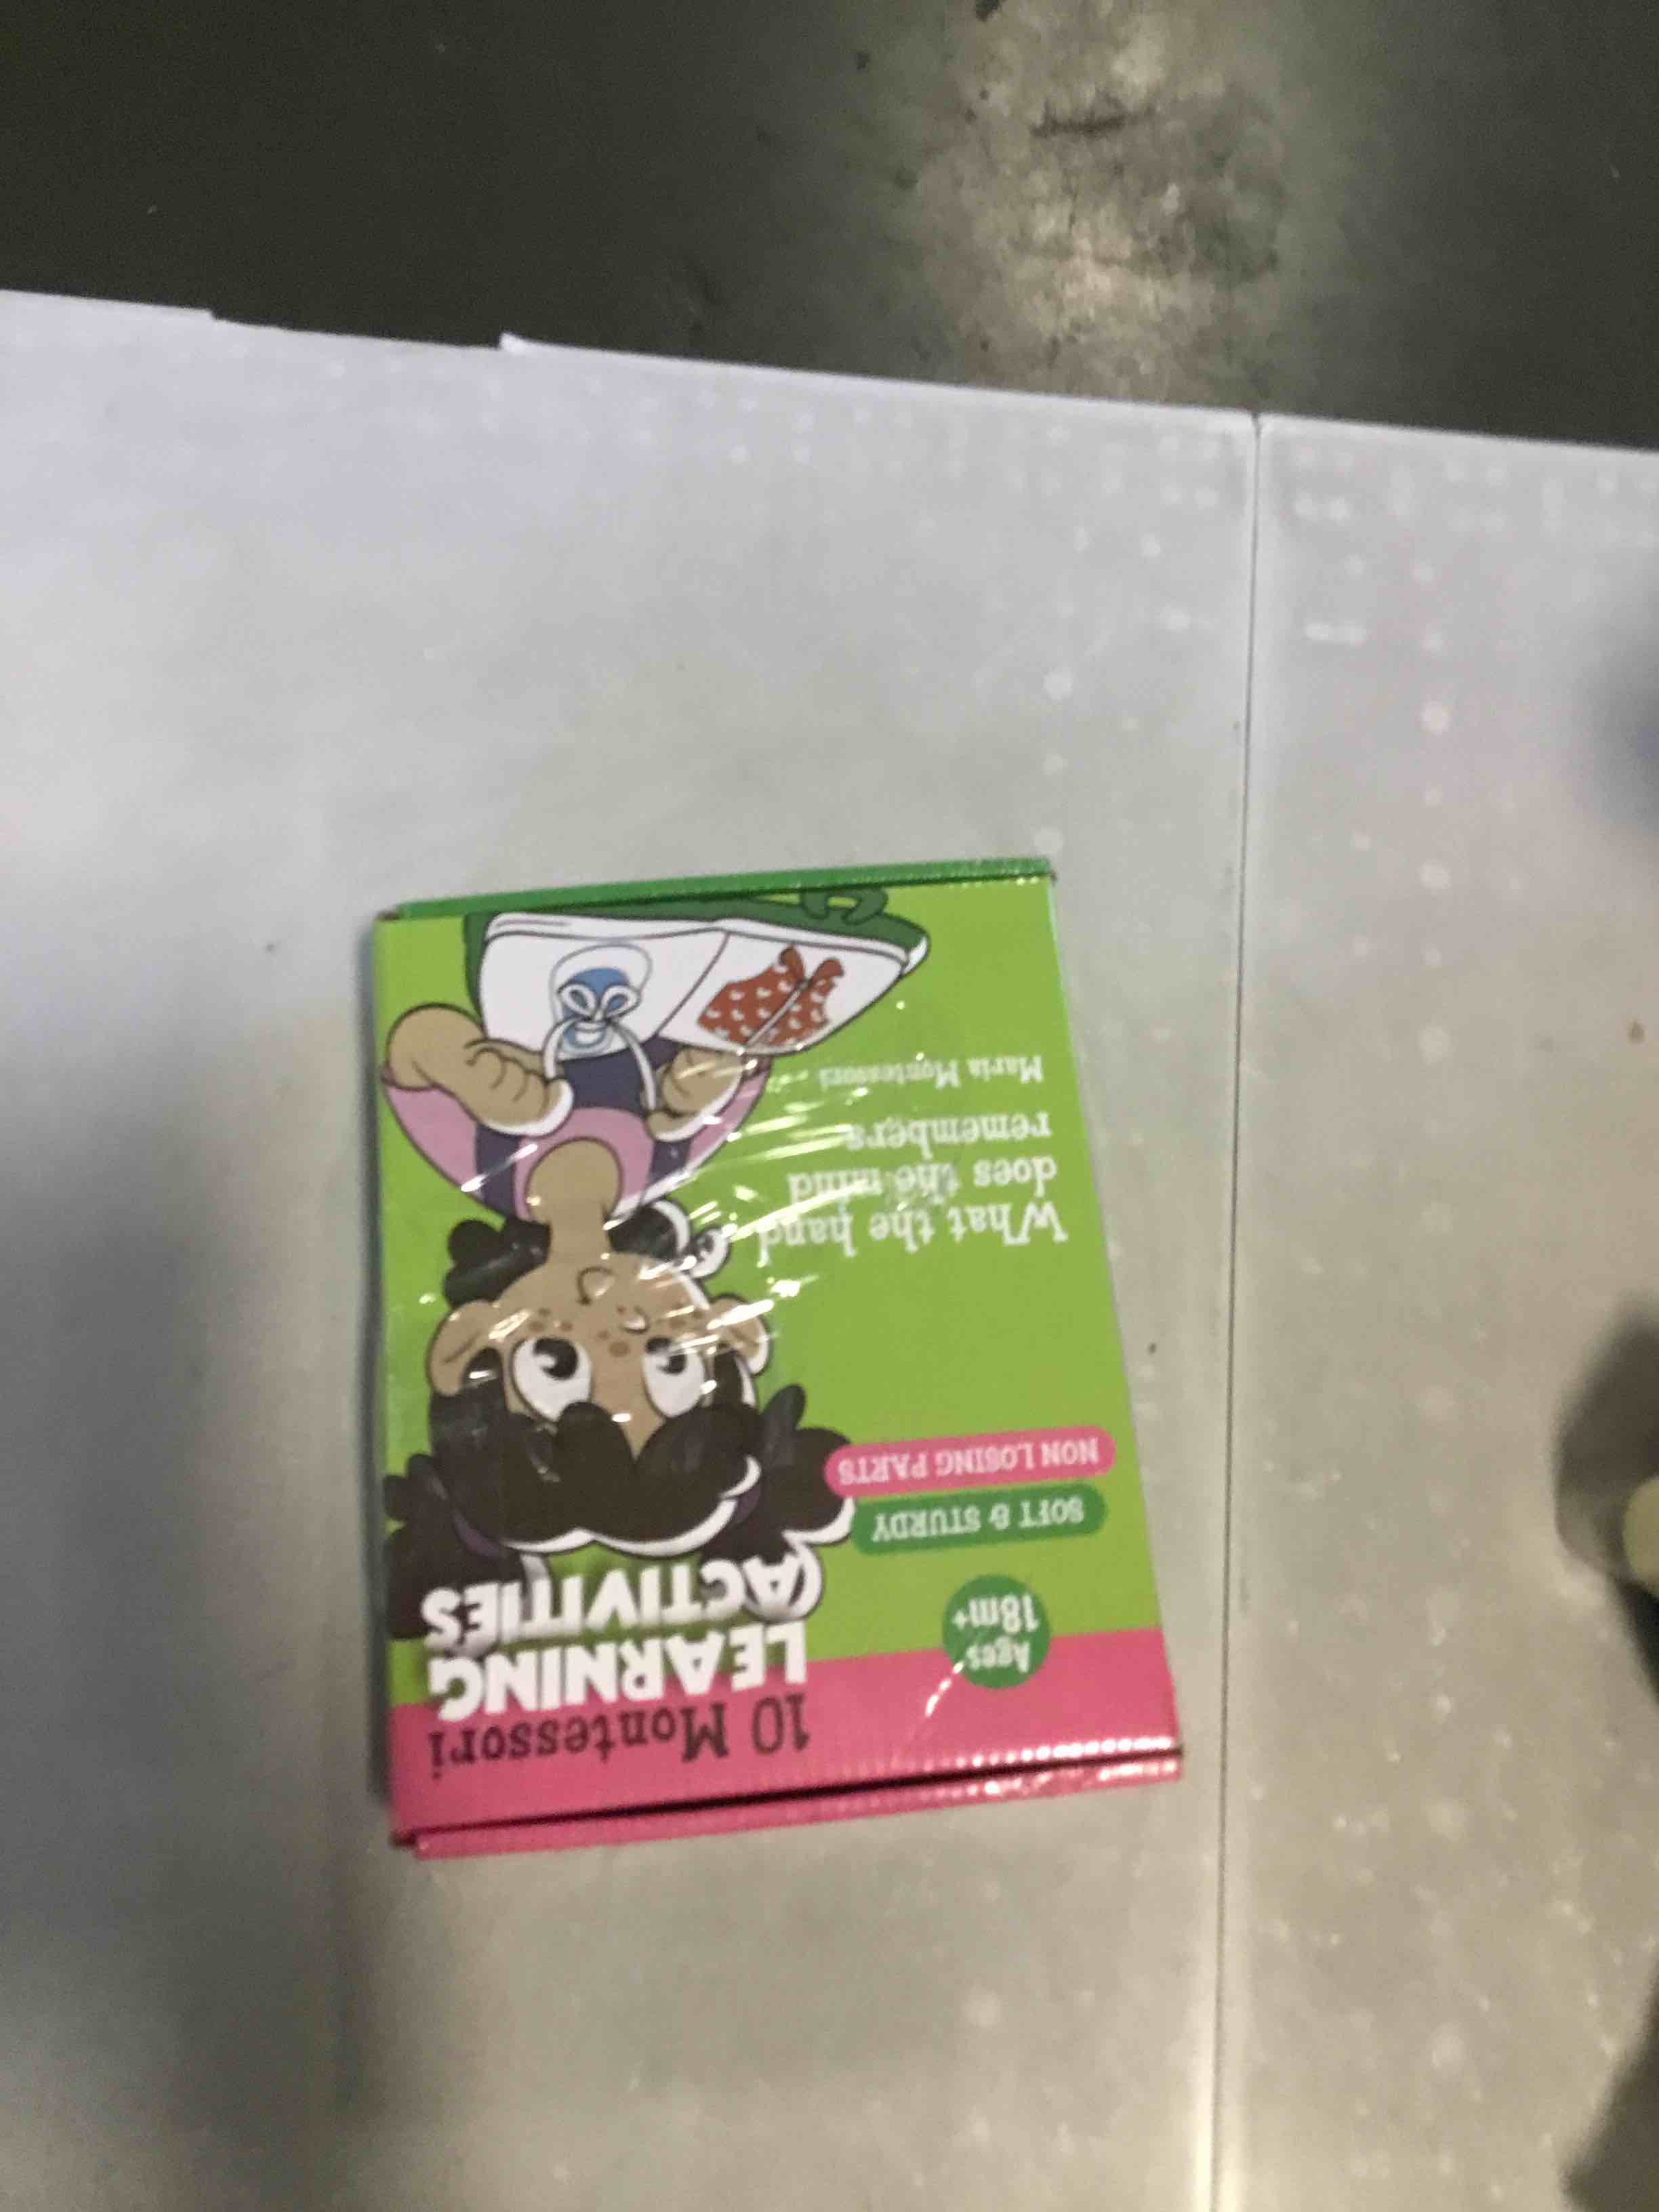 10 Montessori
LEARNING
ACTIVITIES
Ages
18m+
SOFT & STURDY
NON LOSING PARTS
What the hand
does the mind
remembers
Maria Montessori